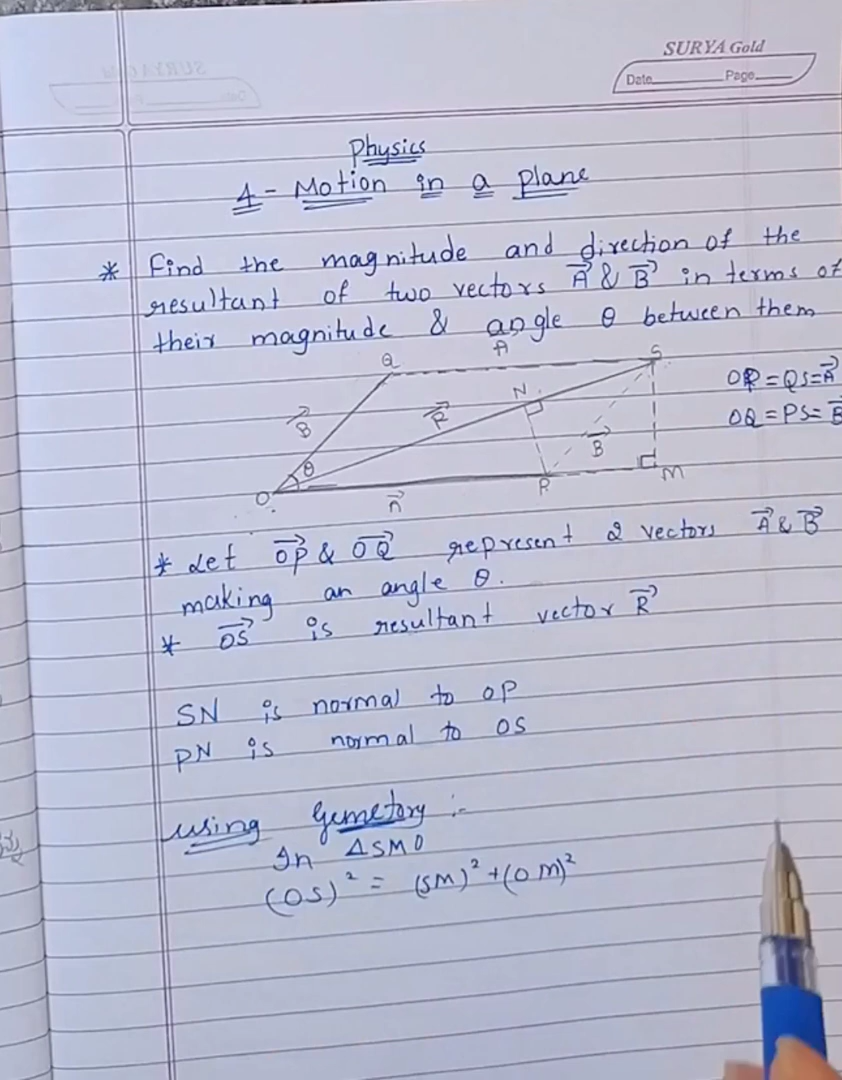 SURYA Gold
Date Page
Physics
4 - Motion in a plane
* Find the magnitude and direction of the
resultant of two vectors A⃗ & B⃗ in terms of
their magnitude & angle θ between them
Q A S
N
B⃗ R⃗ B⃗
θ
O P M
n⃗
OP = QS = A⃗
OQ = PS = B⃗
* Let OP⃗ & OQ⃗ represent 2 vectors A⃗ & B⃗
making an angle θ.
* OS⃗ is resultant vector R⃗
SN is normal to OP
PN is normal to OS
using Gemetory :-
In ΔSMO
(OS)² = (SM)² + (OM)²